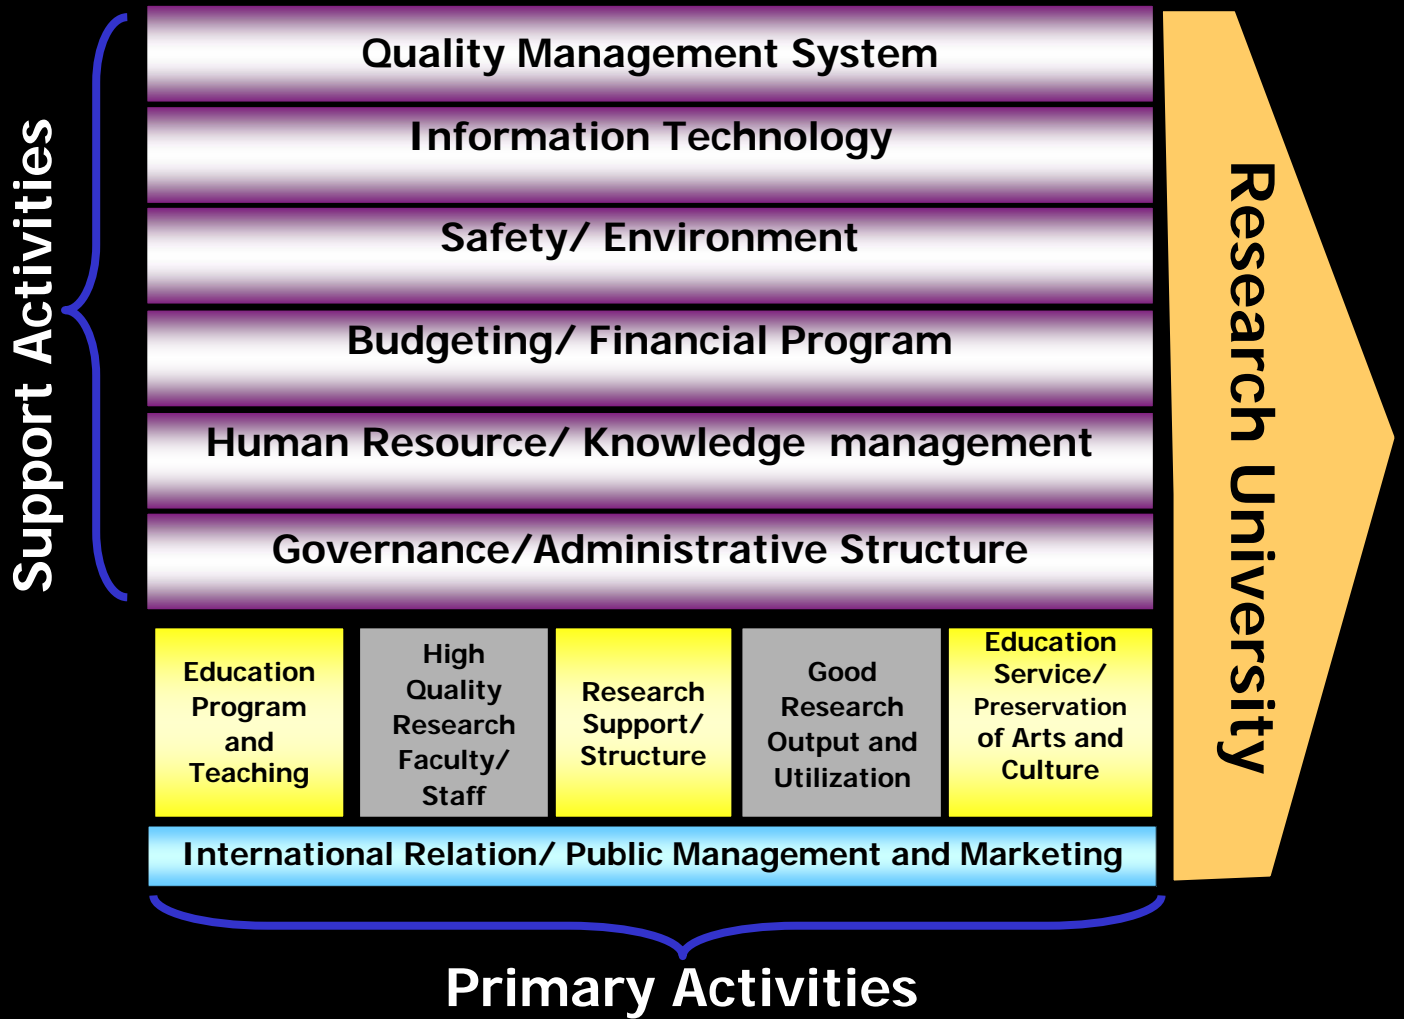 Support Activities
Quality Management System
Information Technology
Safety/ Environment
Budgeting/ Financial Program
Human Resource/ Knowledge management
Governance/Administrative Structure
Education
Program
and
Teaching
High
Quality
Research
Faculty/
Staff
Research
Support/
Structure
Good
Research
Output and
Utilization
Education
Service/
Preservation
of Arts and
Culture
International Relation/ Public Management and Marketing
Primary Activities
Research University